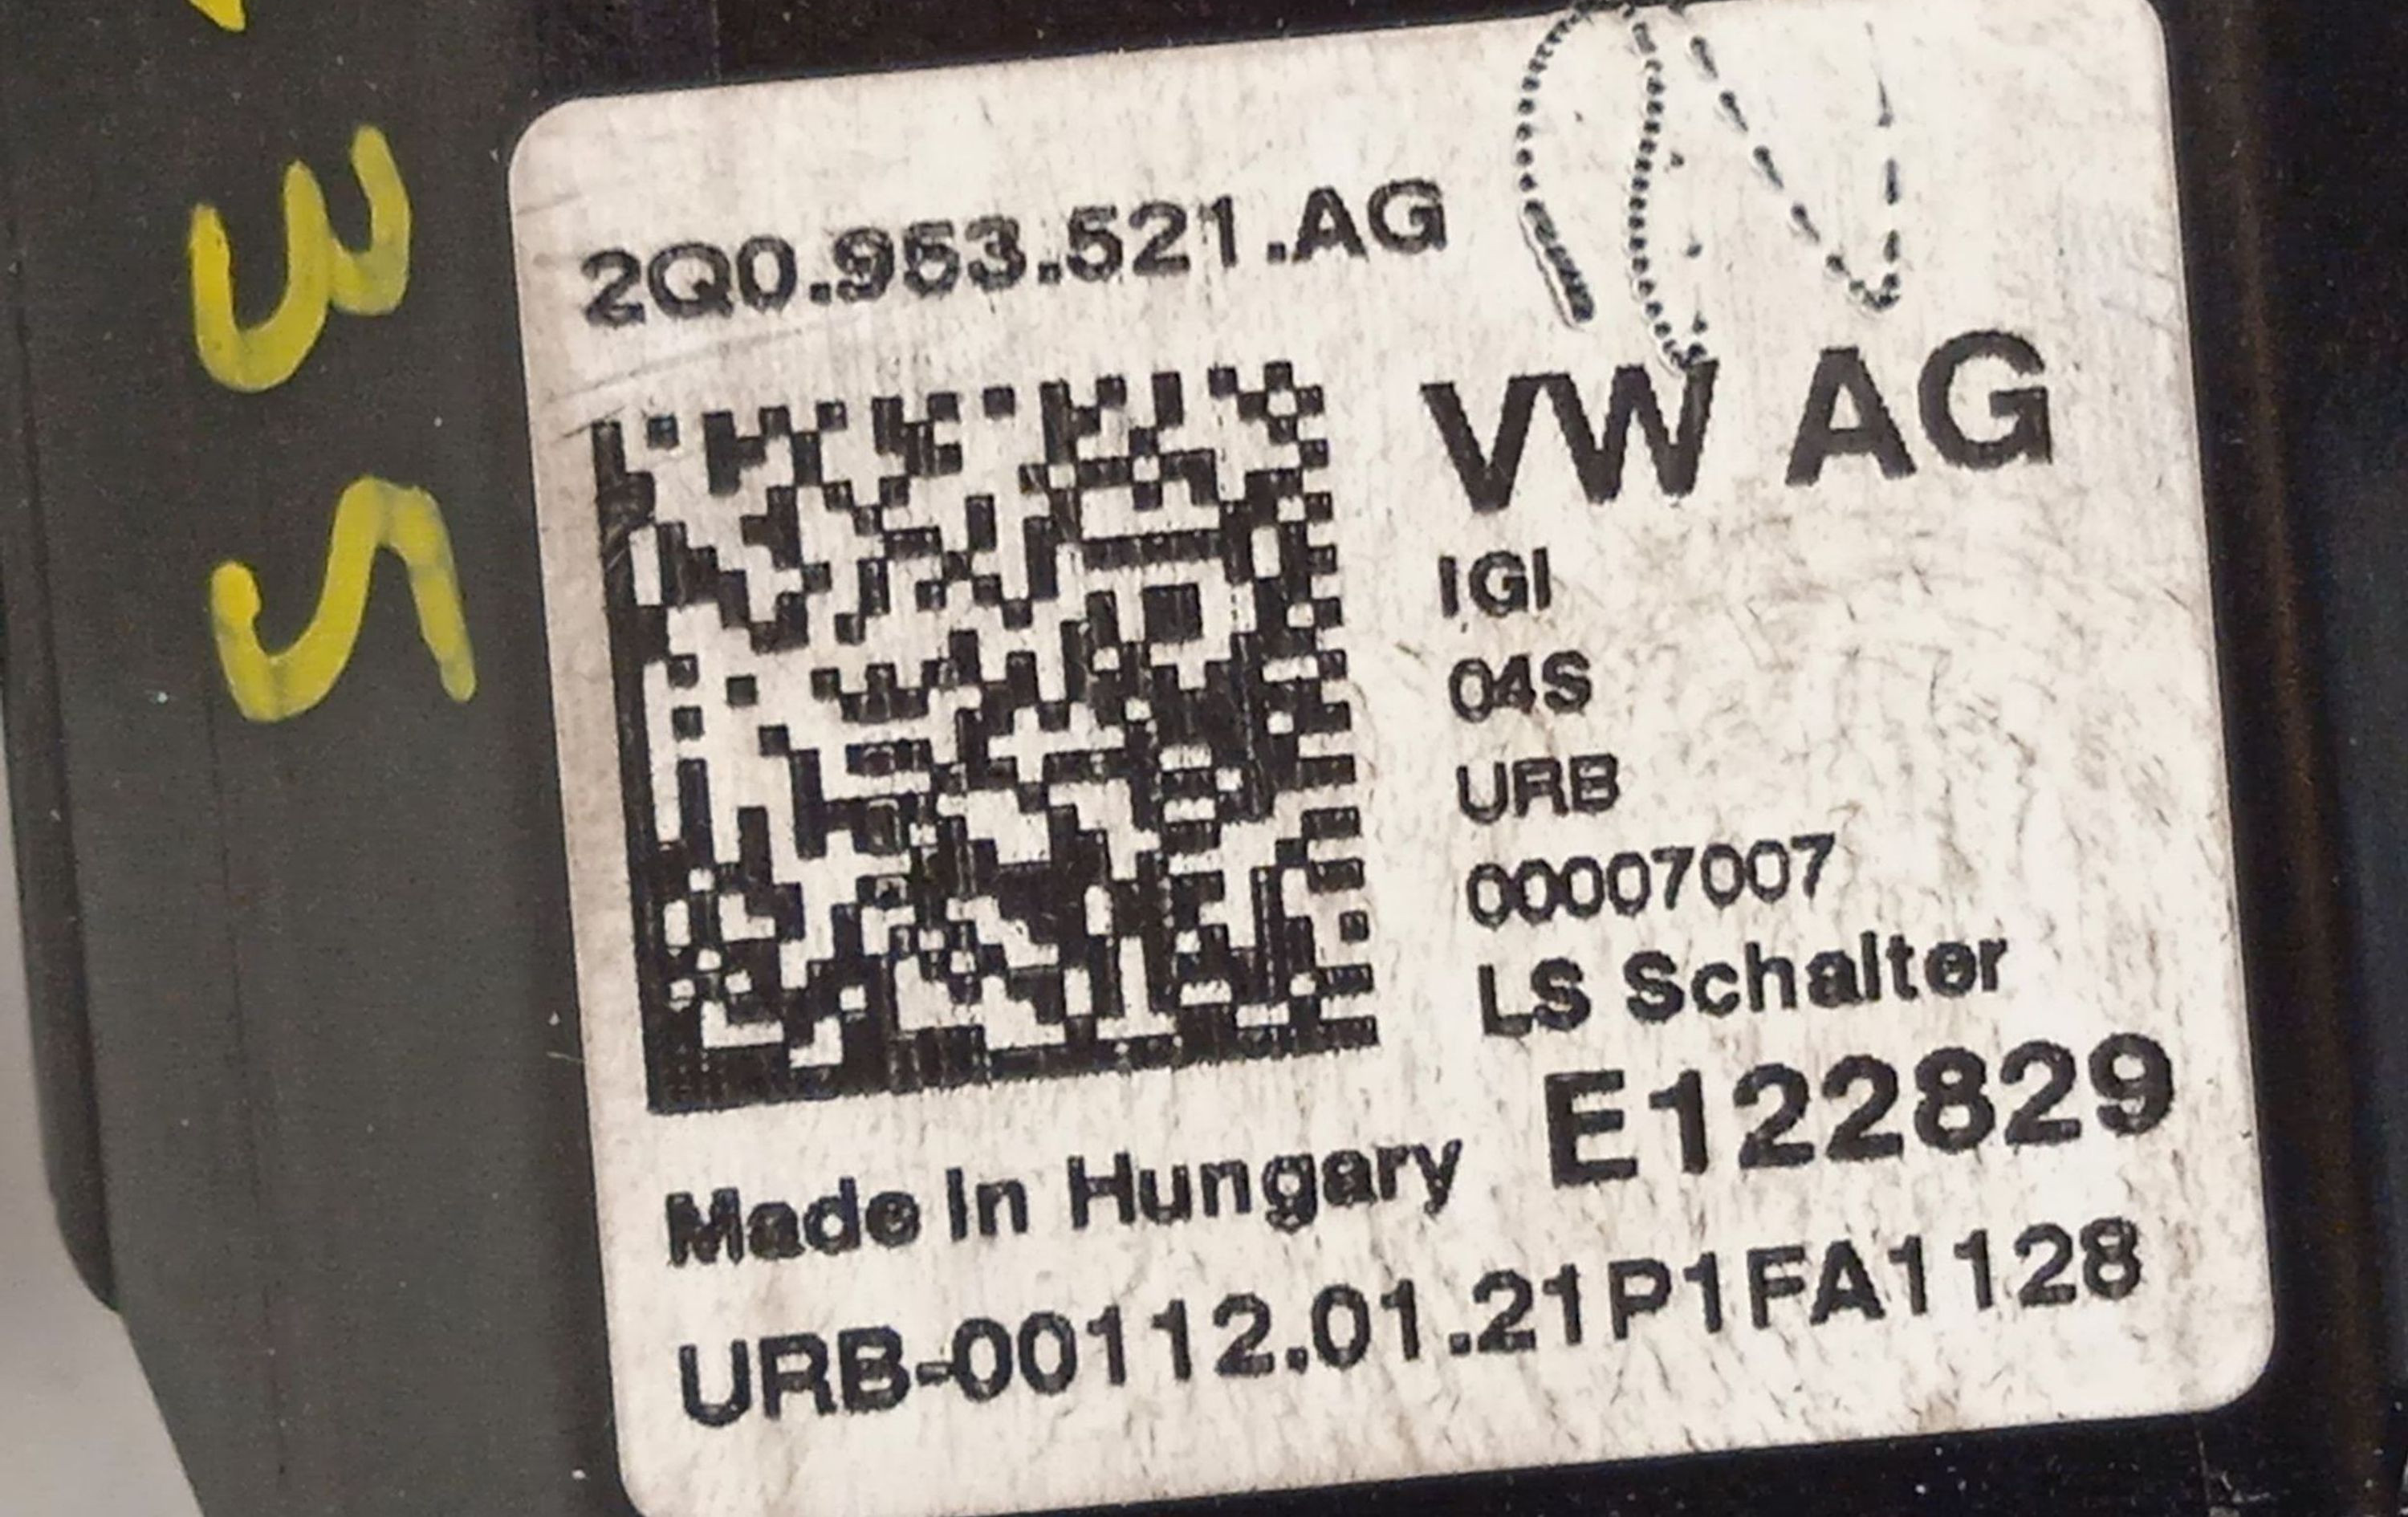 2Q0.953.521.AG
VW AG
IGI
04S
URB
00007007
LS Schalter
E122829
Made In Hungary
URB-00112.01.21P1FA1128